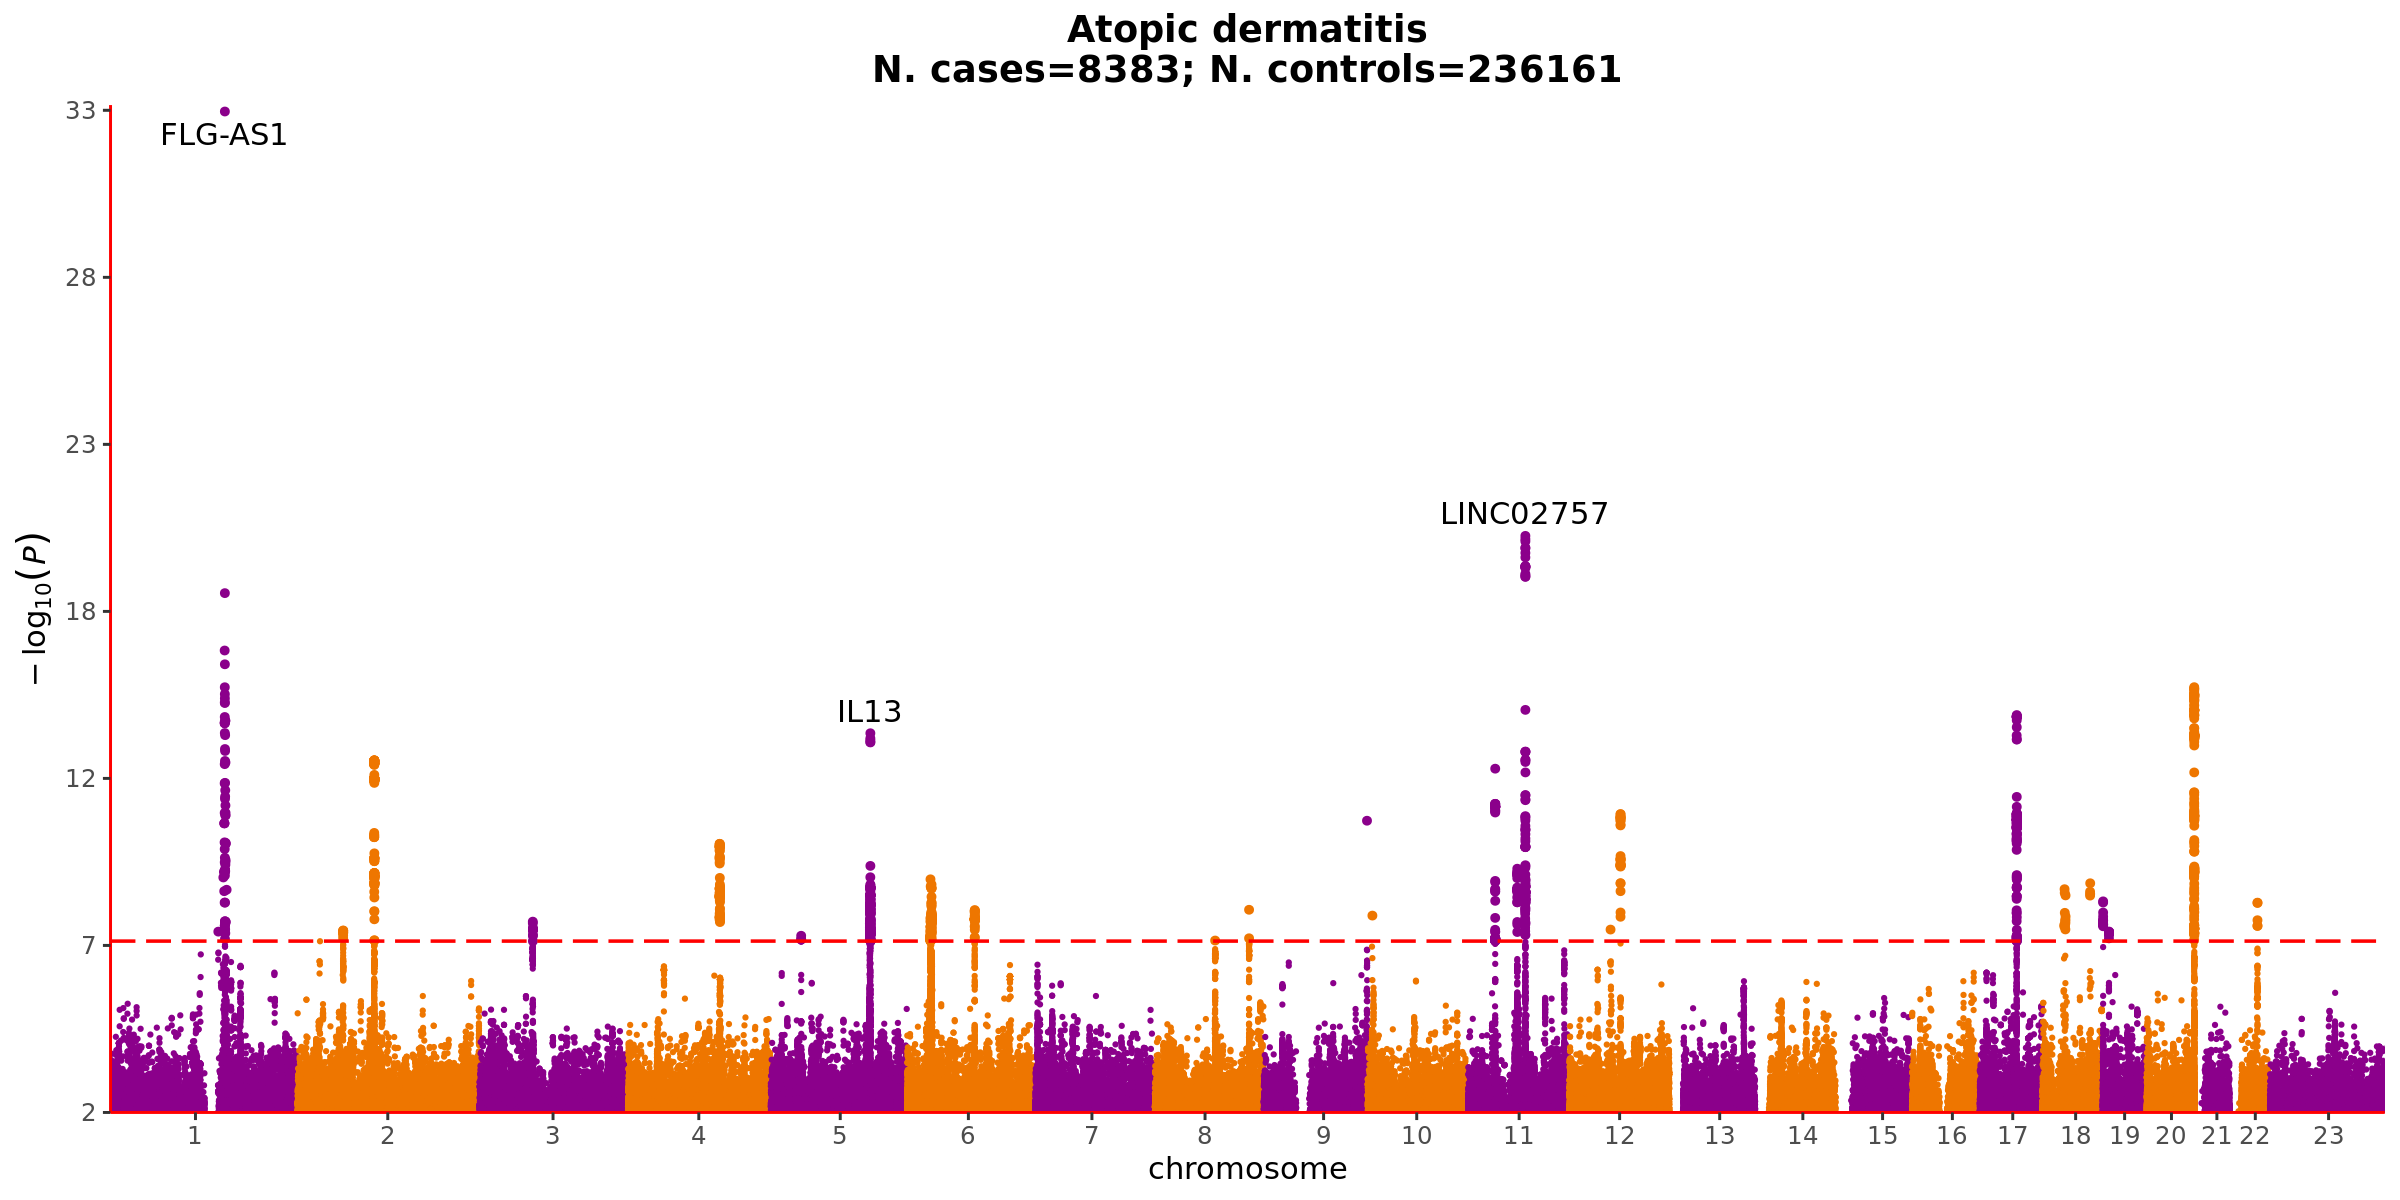 Atopic dermatitis
N. cases=8383; N. controls=236161
33
FLG-AS1
28
23
LINC02757
18
IL13
12
7
2
−log10(P)
1 2 3 4 5 6 7 8 9 10 11 12 13 14 15 16 17 18 19 20 21 22 23
chromosome